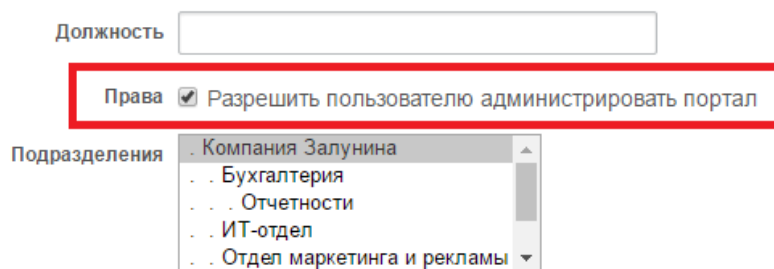 Должность
Права Разрешить пользователю администрировать портал
Подразделения . Компания Залунина
. . Бухгалтерия
. . . Отчетности
. . ИТ-отдел
. . Отдел маркетинга и рекламы